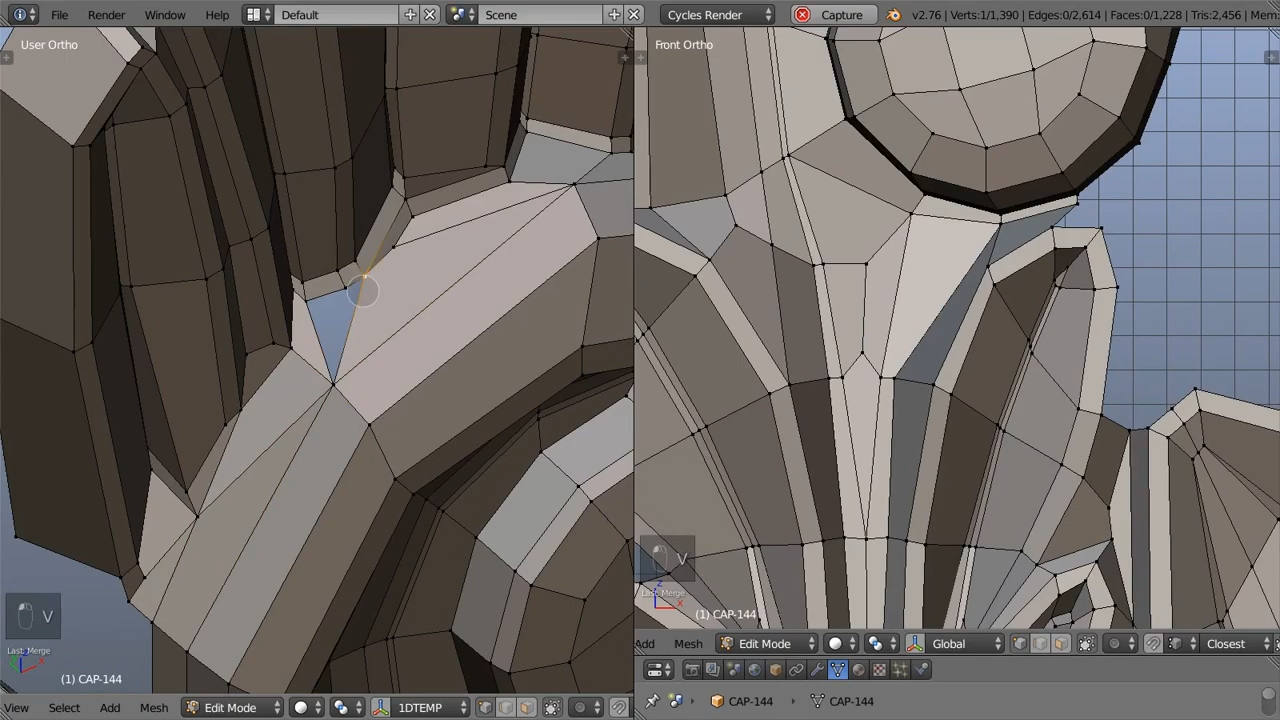 File Render Window Help Default Scene Cycles Render Capture v2.76 | Verts:1/1,390 | Edges:0/2,614 | Faces:0/1,228 | Tris:2,456 | Mem
User Ortho
Front Ortho
V
V
Last_Merge
Last_Merge
(1) CAP-144
(1) CAP-144
Add Mesh Edit Mode Global Closest
CAP-144 CAP-144
View Select Add Mesh Edit Mode 1DTEMP